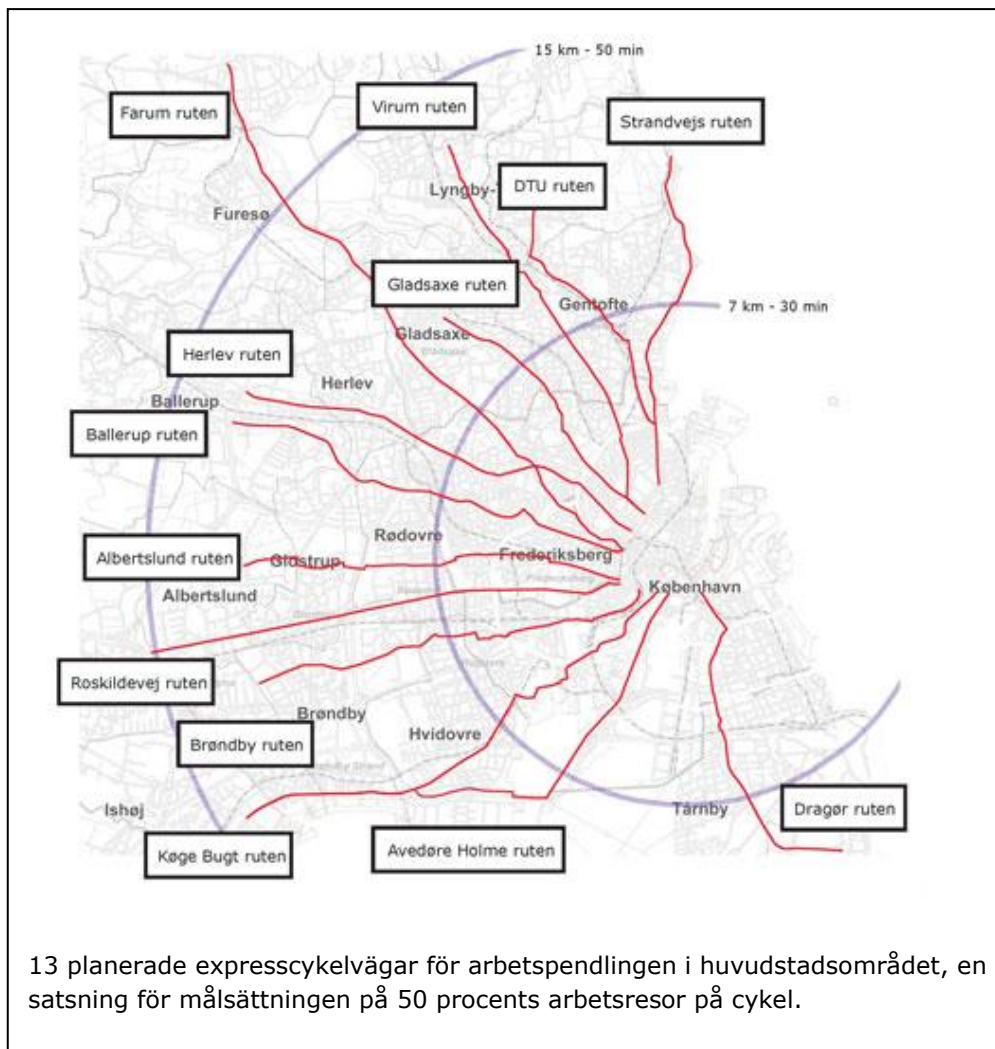 15 km - 50 min
Farum ruten
Virum ruten
Strandvejs ruten
Lyngby-
DTU ruten
Furesø
Gladsaxe ruten
Gentofte
7 km - 30 min
Gladsaxe
Herlev ruten
Herlev
Ballerup
Ballerup ruten
Rødovre
Albertslund ruten
Glostrup
Frederiksberg
Albertslund
København
Roskildevej ruten
Brøndby
Brøndby ruten
Hvidovre
Ishøj
Tårnby
Dragør ruten
Køge Bugt ruten
Avedøre Holme ruten
13 planerade expresscykelvägar för arbetspendlingen i huvudstadsområdet, en
satsning för målsättningen på 50 procents arbetsresor på cykel.